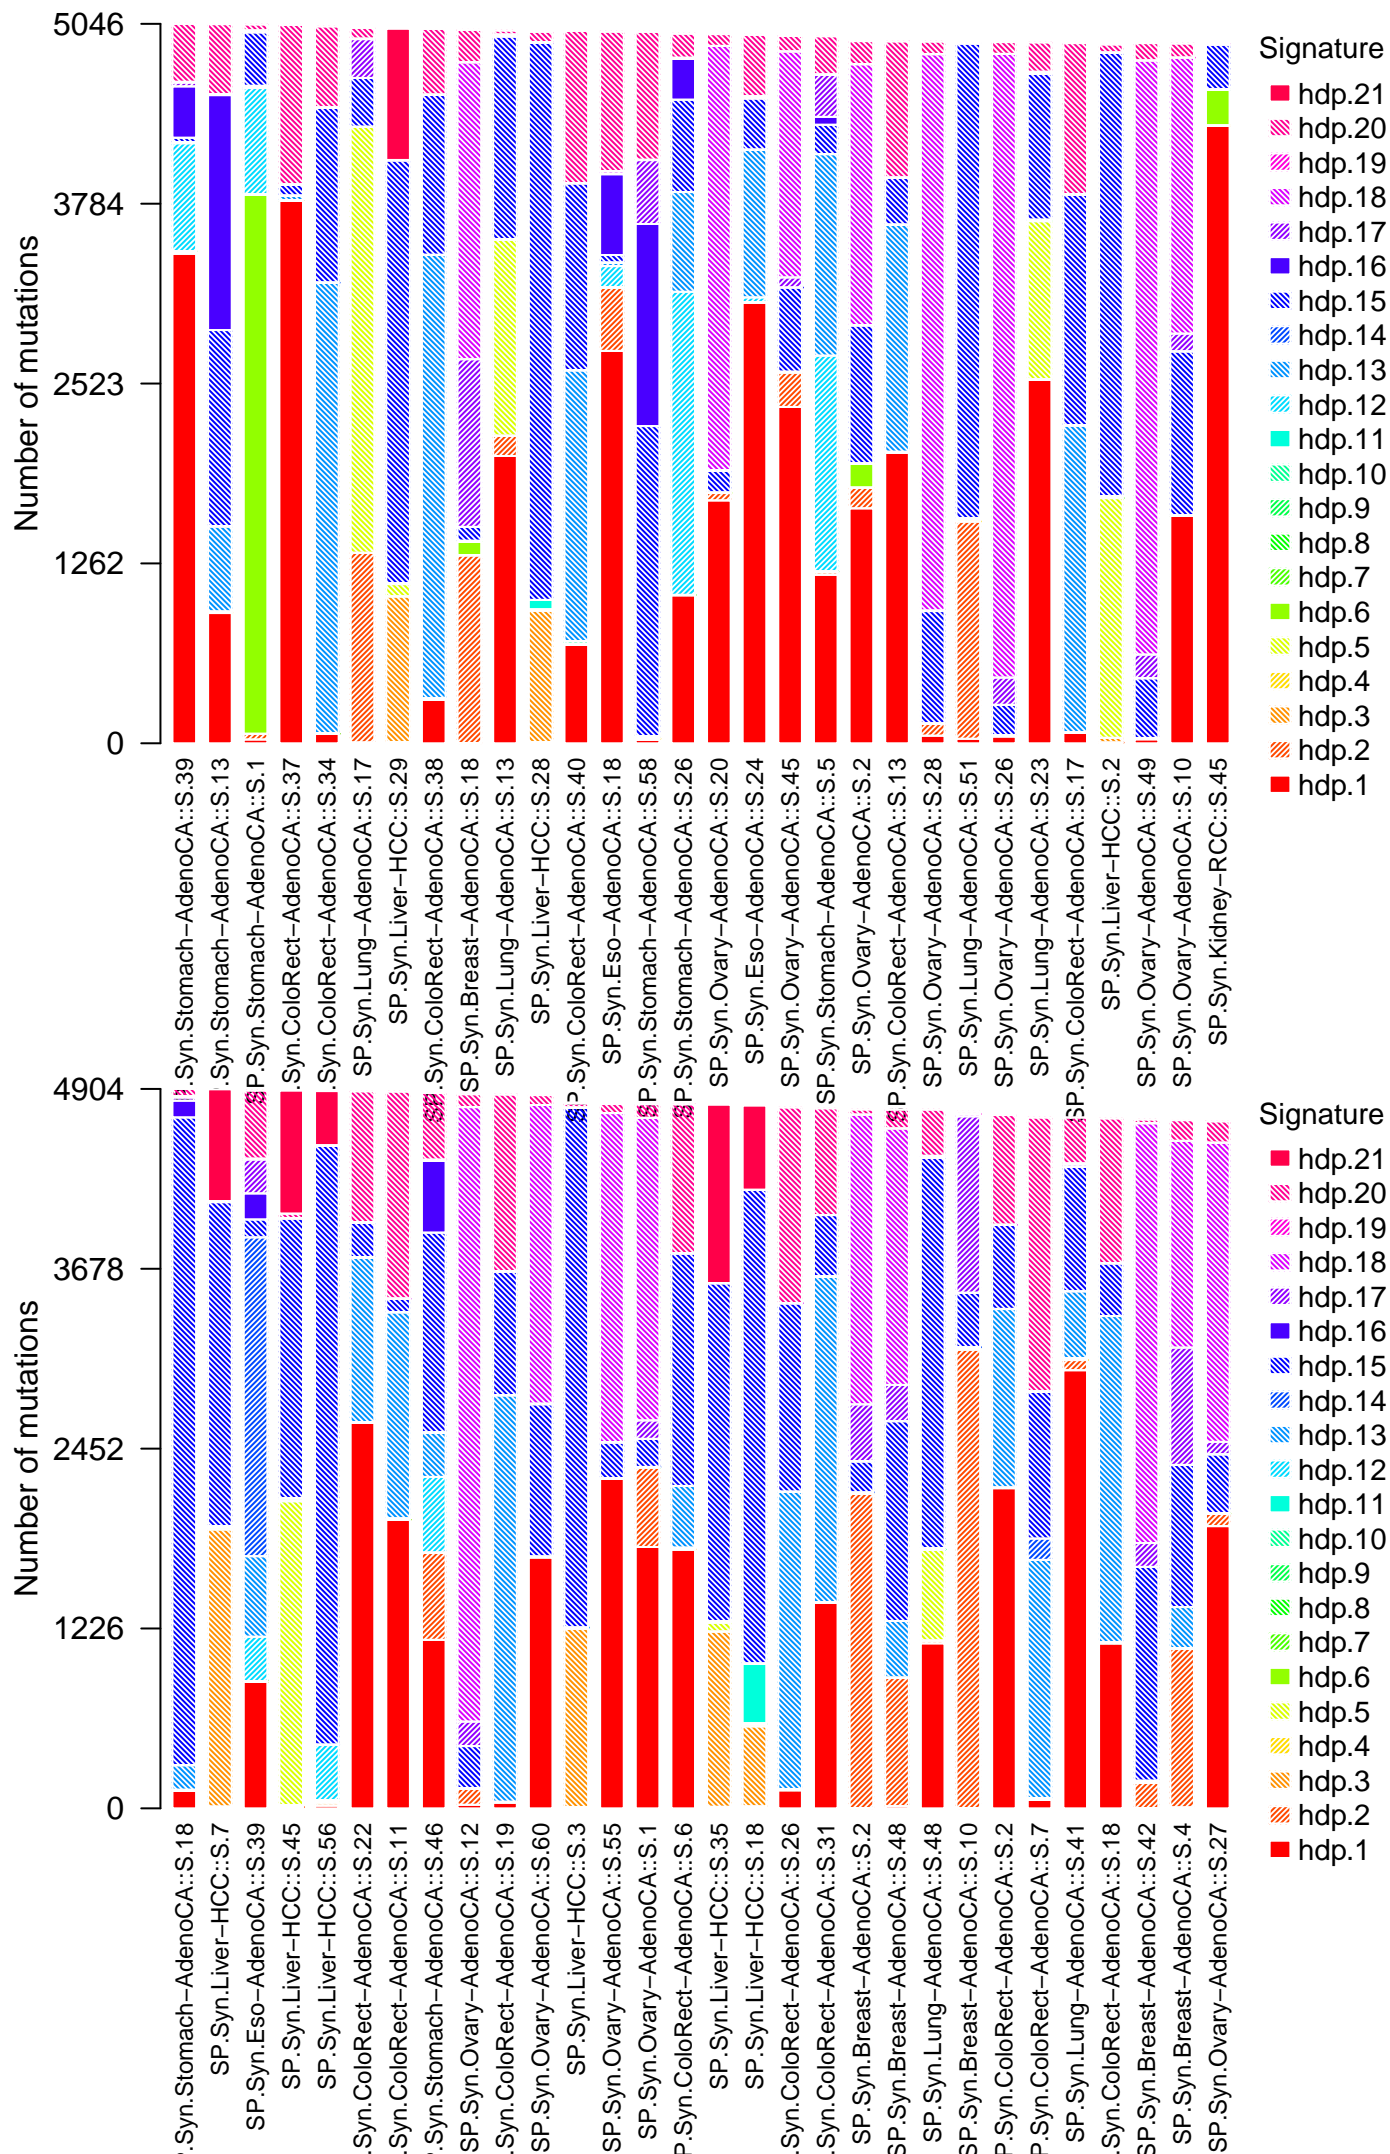 Number of mutations
5046
3784
2523
1262
0
.Syn.Stomach−AdenoCA::S.39
.Syn.Stomach−AdenoCA::S.13
SP.Syn.Stomach−AdenoCA::S.1
.Syn.ColoRect−AdenoCA::S.37
.Syn.ColoRect−AdenoCA::S.34
SP.Syn.Lung−AdenoCA::S.17
SP.Syn.Liver−HCC::S.29
SP.Syn.ColoRect−AdenoCA::S.38
SP.Syn.Breast−AdenoCA::S.18
SP.Syn.Lung−AdenoCA::S.13
SP.Syn.Liver−HCC::S.28
SP.Syn.ColoRect−AdenoCA::S.40
SP.Syn.Eso−AdenoCA::S.18
SP.Syn.Stomach−AdenoCA::S.58
SP.Syn.Stomach−AdenoCA::S.26
SP.Syn.Ovary−AdenoCA::S.20
SP.Syn.Eso−AdenoCA::S.24
SP.Syn.Ovary−AdenoCA::S.45
SP.Syn.Stomach−AdenoCA::S.5
SP.Syn.Ovary−AdenoCA::S.2
SP.Syn.ColoRect−AdenoCA::S.13
SP.Syn.Ovary−AdenoCA::S.28
SP.Syn.Lung−AdenoCA::S.51
SP.Syn.Ovary−AdenoCA::S.26
SP.Syn.Lung−AdenoCA::S.23
SP.Syn.ColoRect−AdenoCA::S.17
SP.Syn.Liver−HCC::S.2
SP.Syn.Ovary−AdenoCA::S.49
SP.Syn.Ovary−AdenoCA::S.10
SP.Syn.Kidney−RCC::S.45
Signature
hdp.21
hdp.20
hdp.19
hdp.18
hdp.17
hdp.16
hdp.15
hdp.14
hdp.13
hdp.12
hdp.11
hdp.10
hdp.9
hdp.8
hdp.7
hdp.6
hdp.5
hdp.4
hdp.3
hdp.2
hdp.1
Number of mutations
4904
3678
2452
1226
0
P.Syn.Stomach−AdenoCA::S.18
SP.Syn.Liver−HCC::S.7
SP.Syn.Eso−AdenoCA::S.39
SP.Syn.Liver−HCC::S.45
SP.Syn.Liver−HCC::S.56
.Syn.ColoRect−AdenoCA::S.22
.Syn.ColoRect−AdenoCA::S.11
P.Syn.Stomach−AdenoCA::S.46
SP.Syn.Ovary−AdenoCA::S.12
.Syn.ColoRect−AdenoCA::S.19
SP.Syn.Ovary−AdenoCA::S.60
SP.Syn.Liver−HCC::S.3
SP.Syn.Ovary−AdenoCA::S.55
SP.Syn.Ovary−AdenoCA::S.1
P.Syn.ColoRect−AdenoCA::S.6
SP.Syn.Liver−HCC::S.35
SP.Syn.Liver−HCC::S.18
.Syn.ColoRect−AdenoCA::S.26
.Syn.ColoRect−AdenoCA::S.31
SP.Syn.Breast−AdenoCA::S.2
SP.Syn.Breast−AdenoCA::S.48
SP.Syn.Lung−AdenoCA::S.48
SP.Syn.Breast−AdenoCA::S.10
SP.Syn.ColoRect−AdenoCA::S.2
SP.Syn.ColoRect−AdenoCA::S.7
SP.Syn.Lung−AdenoCA::S.41
.Syn.ColoRect−AdenoCA::S.18
SP.Syn.Breast−AdenoCA::S.42
SP.Syn.Breast−AdenoCA::S.4
SP.Syn.Ovary−AdenoCA::S.27
Signature
hdp.21
hdp.20
hdp.19
hdp.18
hdp.17
hdp.16
hdp.15
hdp.14
hdp.13
hdp.12
hdp.11
hdp.10
hdp.9
hdp.8
hdp.7
hdp.6
hdp.5
hdp.4
hdp.3
hdp.2
hdp.1